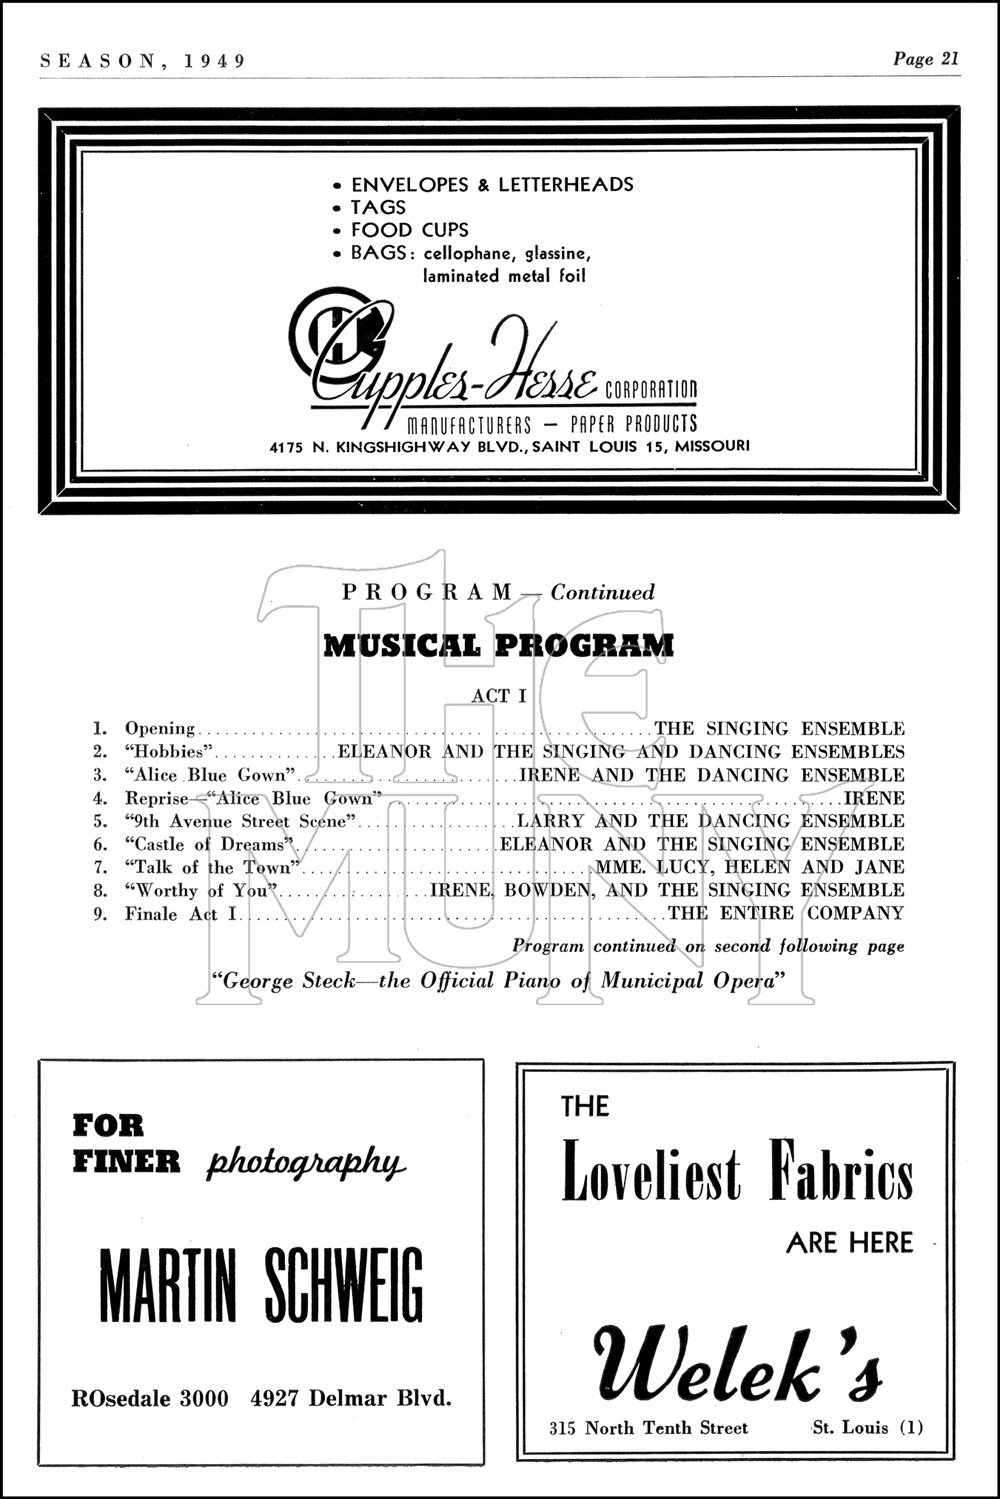 SEASON, 1949 Page 21
• ENVELOPES & LETTERHEADS
• TAGS
• FOOD CUPS
• BAGS: cellophane, glassine,
laminated metal foil
CH
Cupples-Hesse CORPORATION
MANUFACTURERS — PAPER PRODUCTS
4175 N. KINGSHIGHWAY BLVD., SAINT LOUIS 15, MISSOURI
PROGRAM — Continued
MUSICAL PROGRAM
ACT I
1. Opening THE SINGING ENSEMBLE
2. “Hobbies” ELEANOR AND THE SINGING AND DANCING ENSEMBLES
3. “Alice Blue Gown” IRENE AND THE DANCING ENSEMBLE
4. Reprise—“Alice Blue Gown” IRENE
5. “9th Avenue Street Scene” LARRY AND THE DANCING ENSEMBLE
6. “Castle of Dreams” ELEANOR AND THE SINGING ENSEMBLE
7. “Talk of the Town” MME. LUCY, HELEN AND JANE
8. “Worthy of You” IRENE, BOWDEN, AND THE SINGING ENSEMBLE
9. Finale Act I THE ENTIRE COMPANY
Program continued on second following page
“George Steck—the Official Piano of Municipal Opera”
THE
MUNY
FOR
FINER photography
MARTIN SCHWEIG
ROsedale 3000 4927 Delmar Blvd.
THE
Loveliest Fabrics
ARE HERE
Welek's
315 North Tenth Street St. Louis (1)